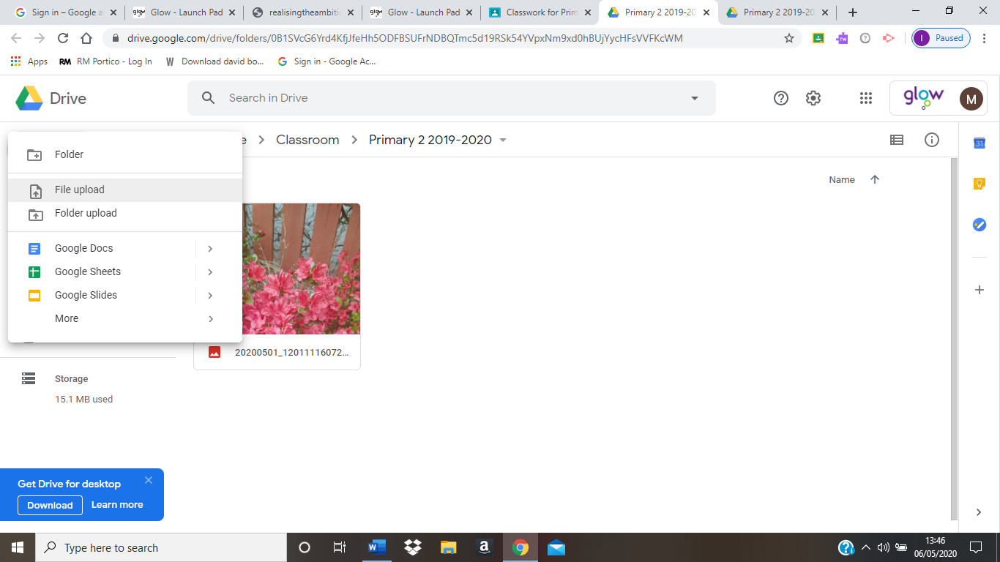 Sign in – Google a
Glow - Launch Pad
realisingtheambiti
Glow - Launch Pad
Classwork for Prim
Primary 2 2019-20
Primary 2 2019-20
drive.google.com/drive/folders/0B1SVcG6Yrd4KfjJfeHh5ODFBSUFrNDBQTmc5d19RSk54YVpxNm9xd0hBUjYycHFsVVFKcWM
Paused
Apps
RM Portico - Log In
Download david bo...
Sign in - Google Ac...
Drive
Search in Drive
glow
M
e > Classroom > Primary 2 2019-2020
Folder
File upload
Folder upload
Google Docs
Google Sheets
Google Slides
More
Name
20200501_12011116072...
Storage
15.1 MB used
Get Drive for desktop
Download
Learn more
Type here to search
13:46
06/05/2020